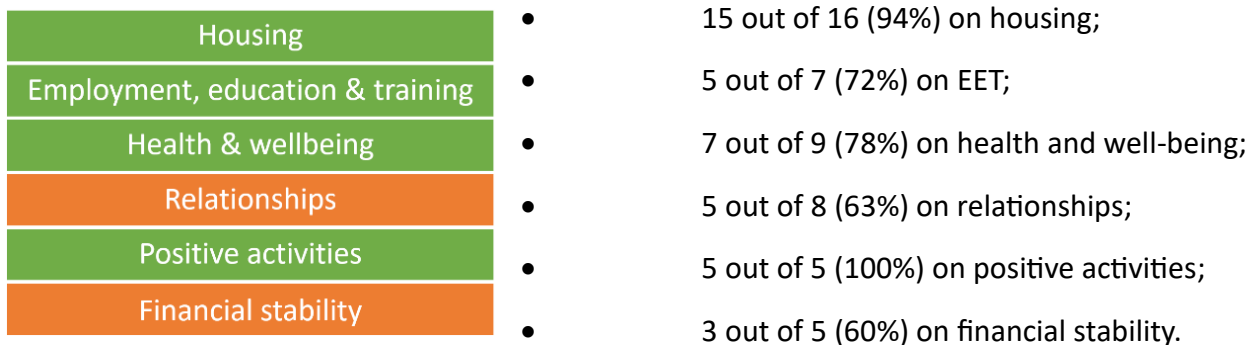 Housing
Employment, education & training
Health & wellbeing
Relationships
Positive activities
Financial stability
• 15 out of 16 (94%) on housing;
• 5 out of 7 (72%) on EET;
• 7 out of 9 (78%) on health and well-being;
• 5 out of 8 (63%) on relationships;
• 5 out of 5 (100%) on positive activities;
• 3 out of 5 (60%) on financial stability.